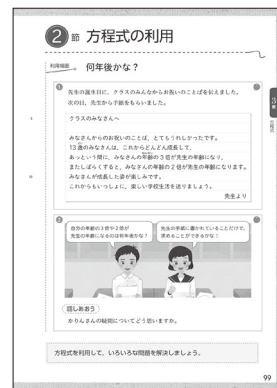 2 節 方程式の利用
利用場面 何年後かな?
1 先生の誕生日に、クラスのみんなからお祝いのことばを伝えました。
次の日、先生から手紙をもらいました。
クラスのみなさんへ
みなさんからのお祝いのことば、とてもうれしかったです。
13歳のみなさんは、これからどんどん成長して、
あっという間に、みなさんの年齢の3倍が先生の年齢になり、
またしばらくすると、みなさんの年齢の2倍が先生の年齢になります。
みなさんが成長した姿が楽しみです。
これからもいっしょに、楽しい学校生活を送りましょう。
先生より
2
自分の年齢の3倍や2倍が
先生の年齢になるのは何年後かな?
先生の手紙に書かれていることだけで、
求めることができるかな?
話しあおう
かりんさんの疑問についてどう思いますか。
方程式を利用して、いろいろな問題を解決しましょう。
3章
方程式
99